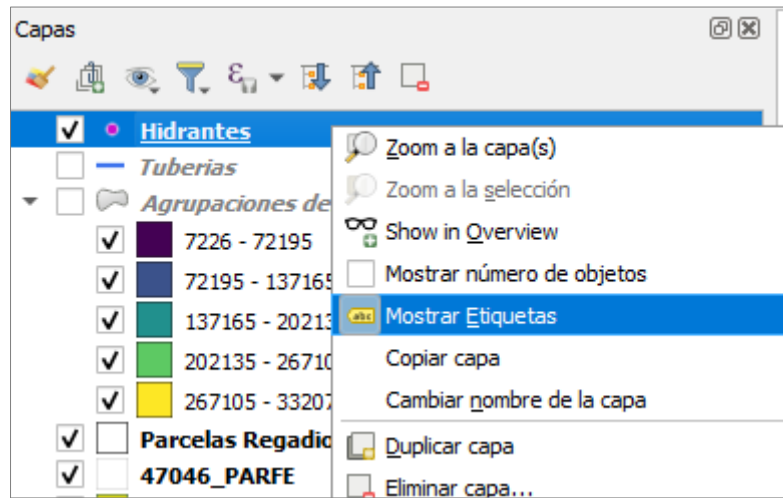 Capas
Hidrantes
Tuberias
Agrupaciones de
7226 - 72195
72195 - 137165
137165 - 20213
202135 - 26710
267105 - 33207
Parcelas Regadio
47046_PARFE
Zoom a la capa(s)
Zoom a la selección
Show in Overview
Mostrar número de objetos
abc Mostrar Etiquetas
Copiar capa
Cambiar nombre de la capa
Duplicar capa
Eliminar capa...